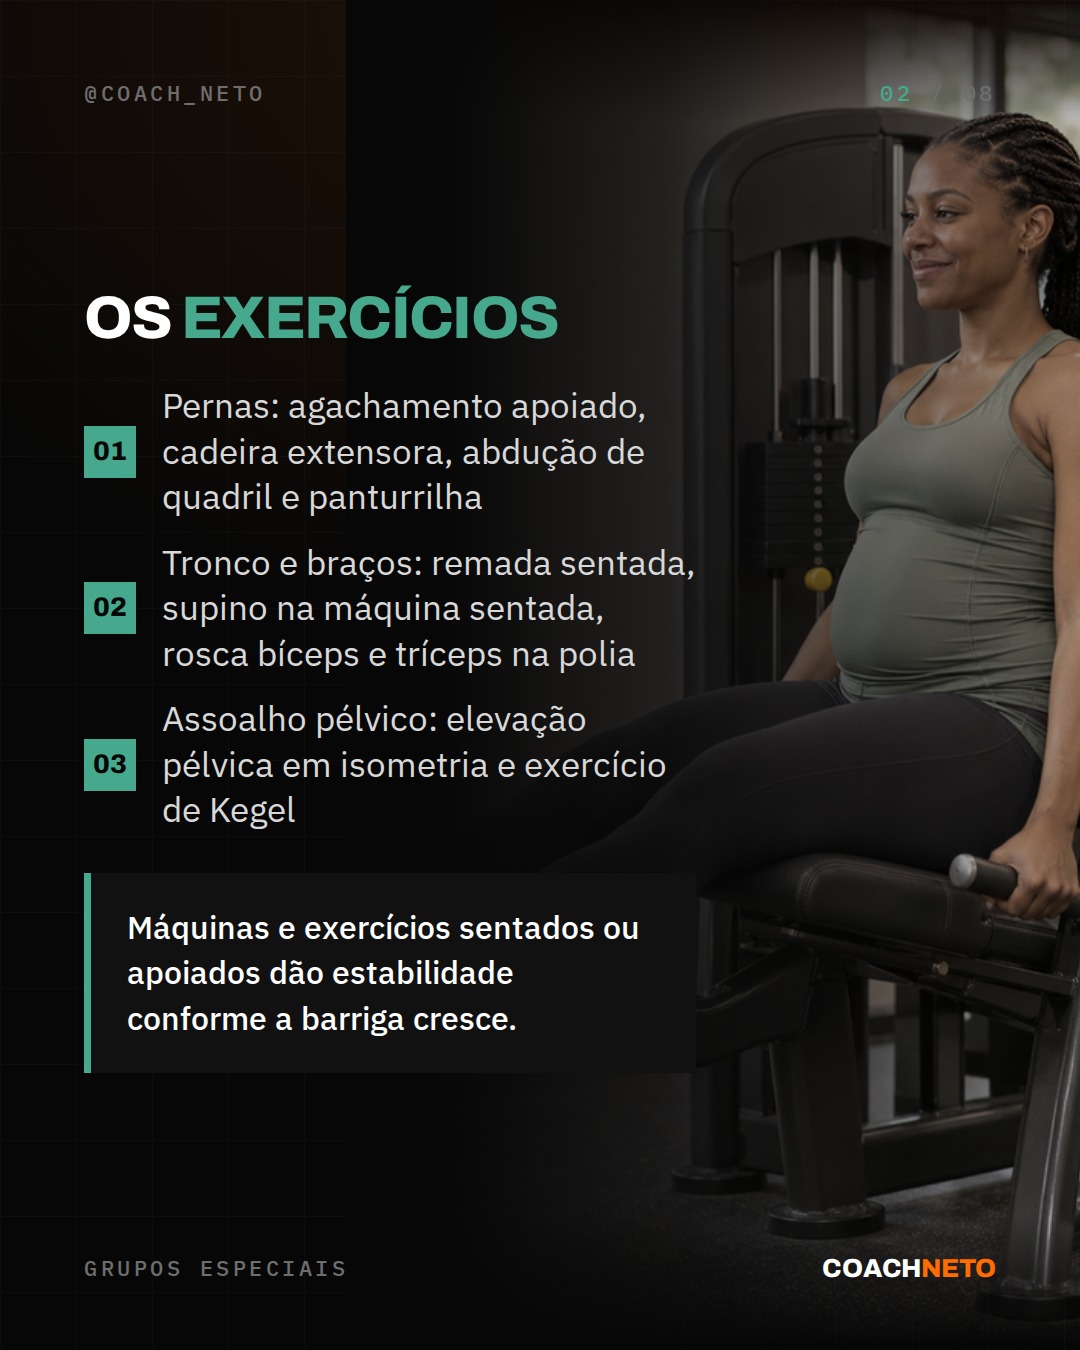 @COACH_NETO
02 / 08
OS EXERCÍCIOS
01
Pernas: agachamento apoiado,
cadeira extensora, abdução de
quadril e panturrilha
02
Tronco e braços: remada sentada,
supino na máquina sentada,
rosca bíceps e tríceps na polia
03
Assoalho pélvico: elevação
pélvica em isometria e exercício
de Kegel
Máquinas e exercícios sentados ou
apoiados dão estabilidade
conforme a barriga cresce.
GRUPOS ESPECIAIS
COACHNETO